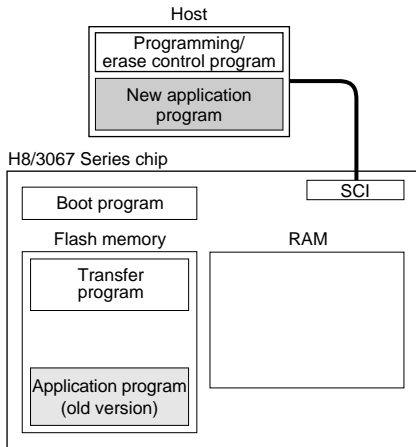 Host
Programming/
erase control program
New application
program
H8/3067 Series chip
SCI
Boot program
Flash memory
RAM
Transfer
program
Application program
(old version)